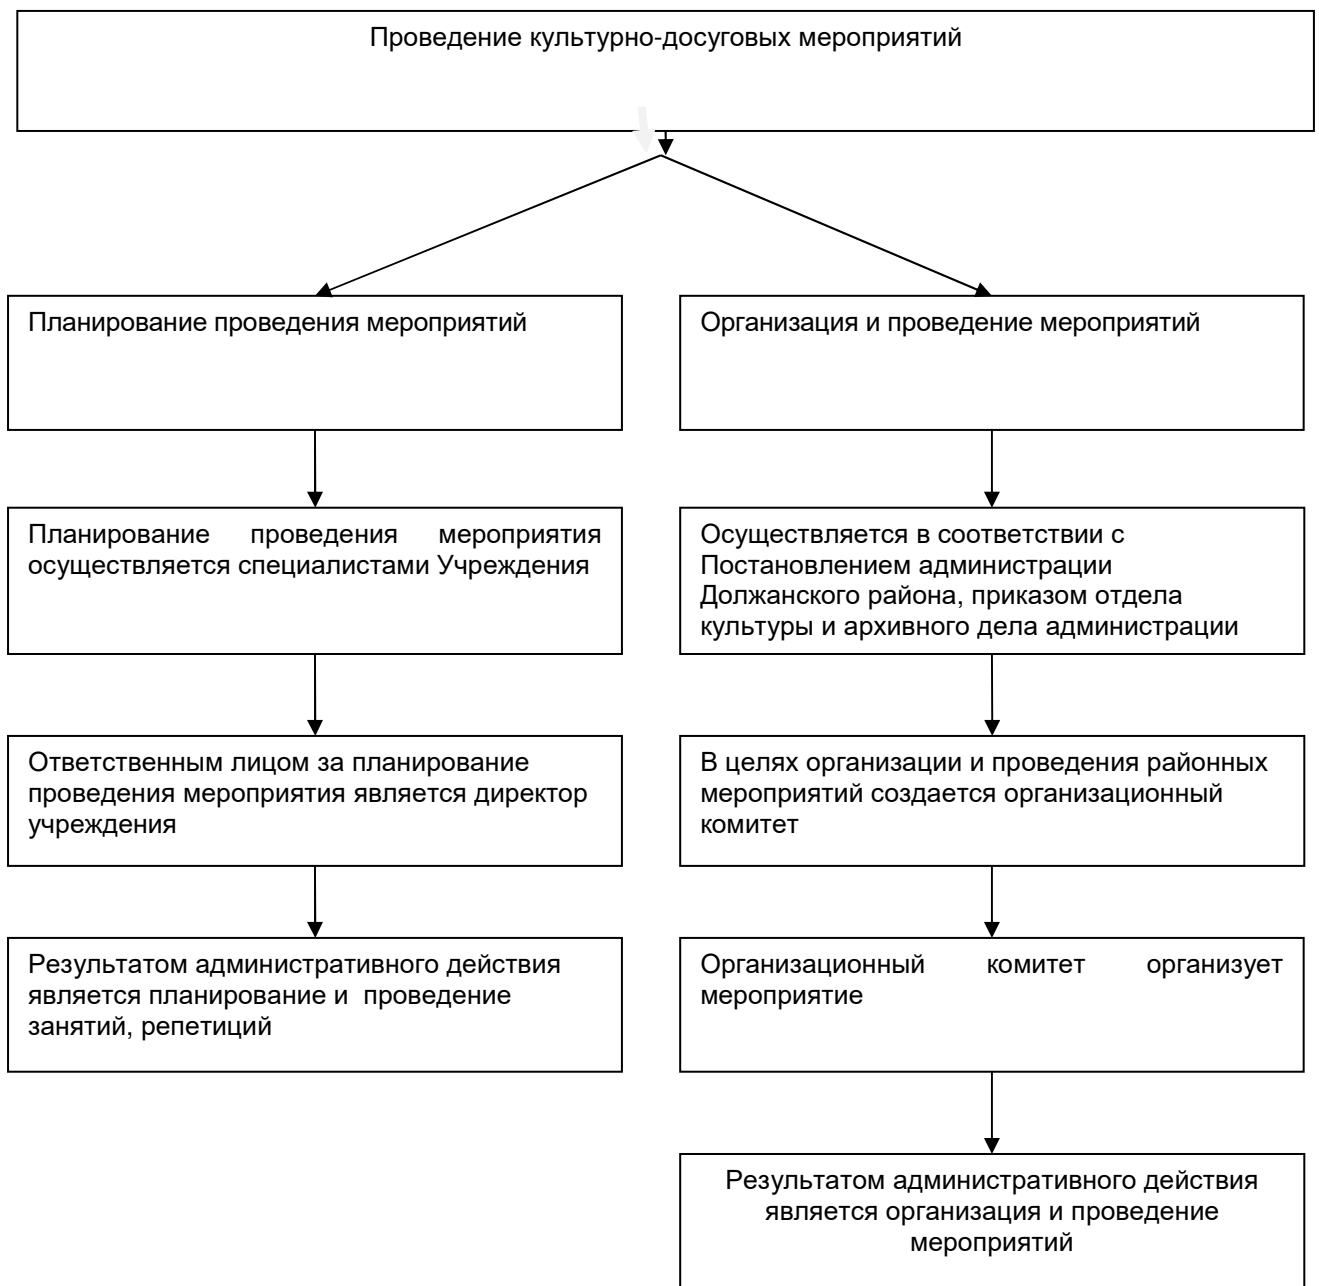 Проведение культурно-досуговых мероприятий
Планирование проведения мероприятий
Организация и проведение мероприятий
Планирование проведения мероприятия
осуществляется специалистами Учреждения
Осуществляется в соответствии с
Постановлением администрации
Должанского района, приказом отдела
культуры и архивного дела администрации
Ответственным лицом за планирование
проведения мероприятия является директор
учреждения
В целях организации и проведения районных
мероприятий создается организационный
комитет
Результатом административного действия
является планирование и проведение
занятий, репетиций
Организационный комитет организует
мероприятие
Результатом административного действия
является организация и проведение
мероприятий